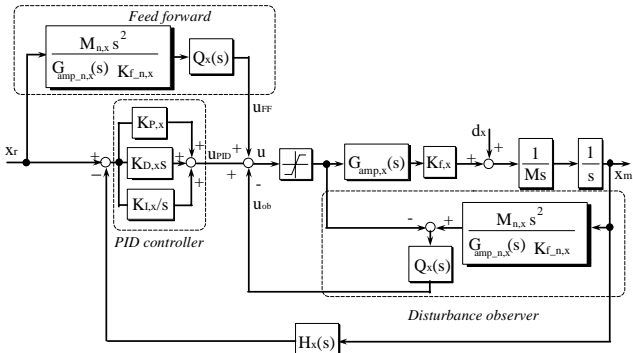 Feed forward
M_{n,x} s^2
G_{amp_n,x}(s) K_{f_n,x}
Q_x(s)
u_{FF}
x_r
+
−
K_{P,x}
K_{D,x}s
K_{I,x}/s
+
+
+
PID controller
u_{PID}
+
+
-
u
u_{ob}
G_{amp,x}(s)
K_{f,x}
d_x
+
+
1
Ms
1
s
x_m
-
+
Q_x(s)
M_{n,x} s^2
G_{amp_n,x}(s) K_{f_n,x}
Disturbance observer
H_x(s)